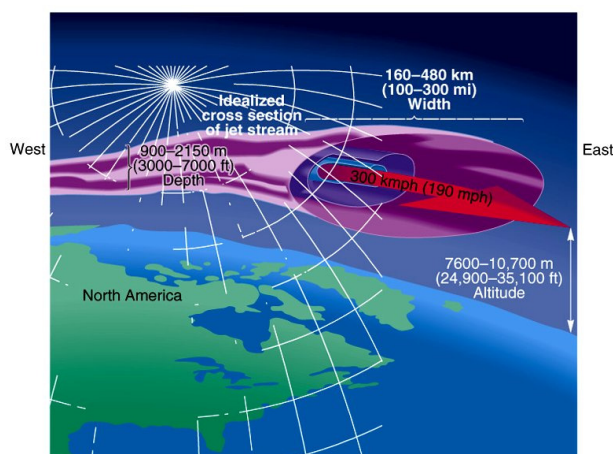 160–480 km
(100–300 mi)
Width
Idealized
cross section
of jet stream
West
East
900–2150 m
(3000–7000 ft)
Depth
300 kmph (190 mph)
7600–10,700 m
(24,900–35,100 ft)
Altitude
North America